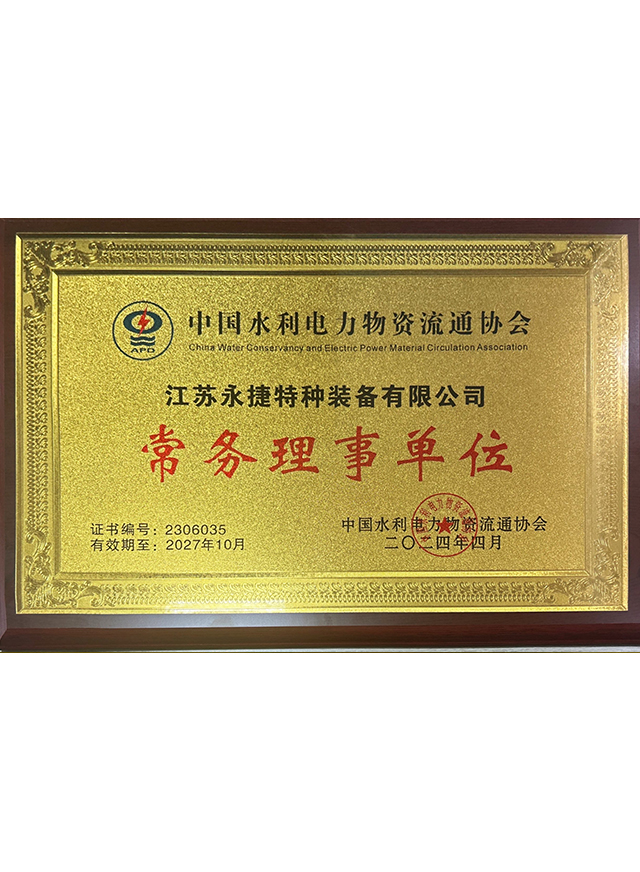 中国水利电力物资流通协会
China Water Conservancy and Electric Power Material Circulation Association
APD
江苏永捷特种装备有限公司
常务理事单位
证书编号：2306035
有效期至：2027年10月
中国水利电力物资流通协会
二〇二四年四月